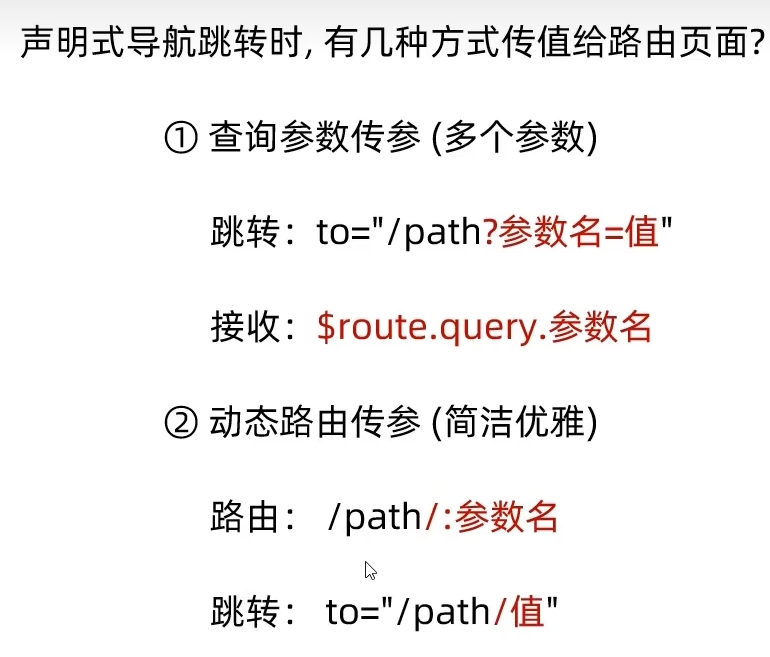 声明式导航跳转时, 有几种方式传值给路由页面?
① 查询参数传参 (多个参数)
跳转：to="/path?参数名=值"
接收：$route.query.参数名
② 动态路由传参 (简洁优雅)
路由： /path/:参数名
跳转： to="/path/值"